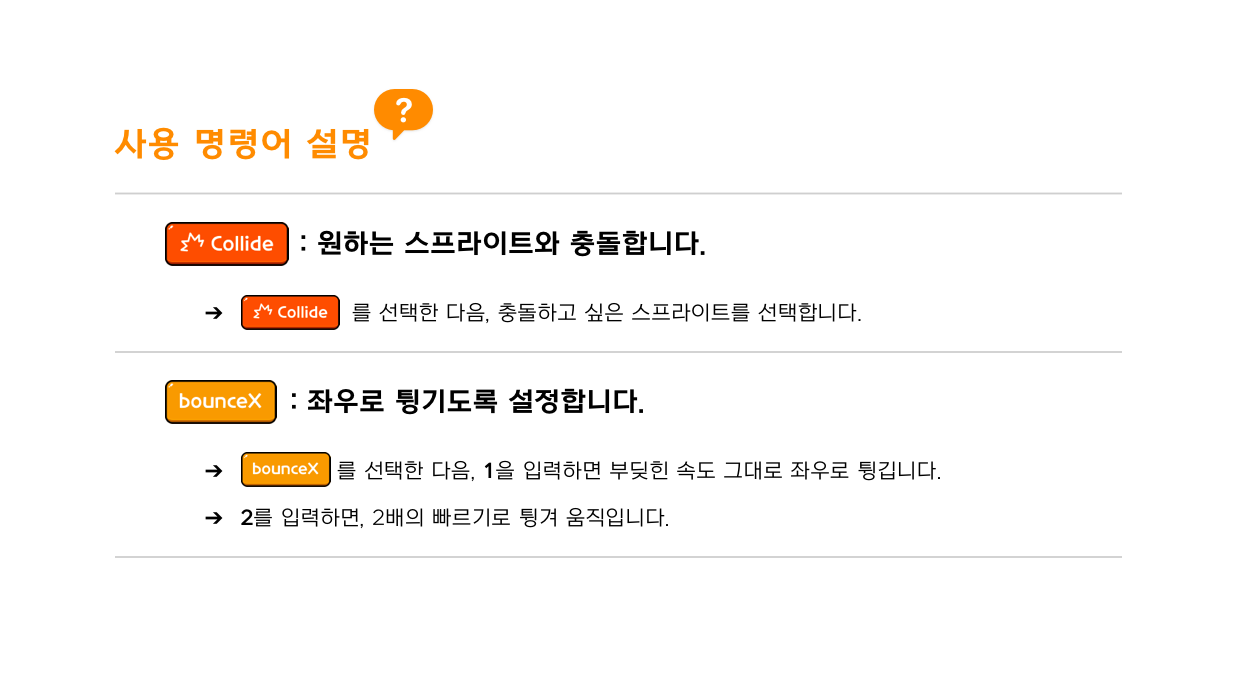 사용 명령어 설명 ?
Collide : 원하는 스프라이트와 충돌합니다.
➔ Collide 를 선택한 다음, 충돌하고 싶은 스프라이트를 선택합니다.
bounceX : 좌우로 튕기도록 설정합니다.
➔ bounceX 를 선택한 다음, 1을 입력하면 부딪힌 속도 그대로 좌우로 튕깁니다.
➔ 2를 입력하면, 2배의 빠르기로 튕겨 움직입니다.